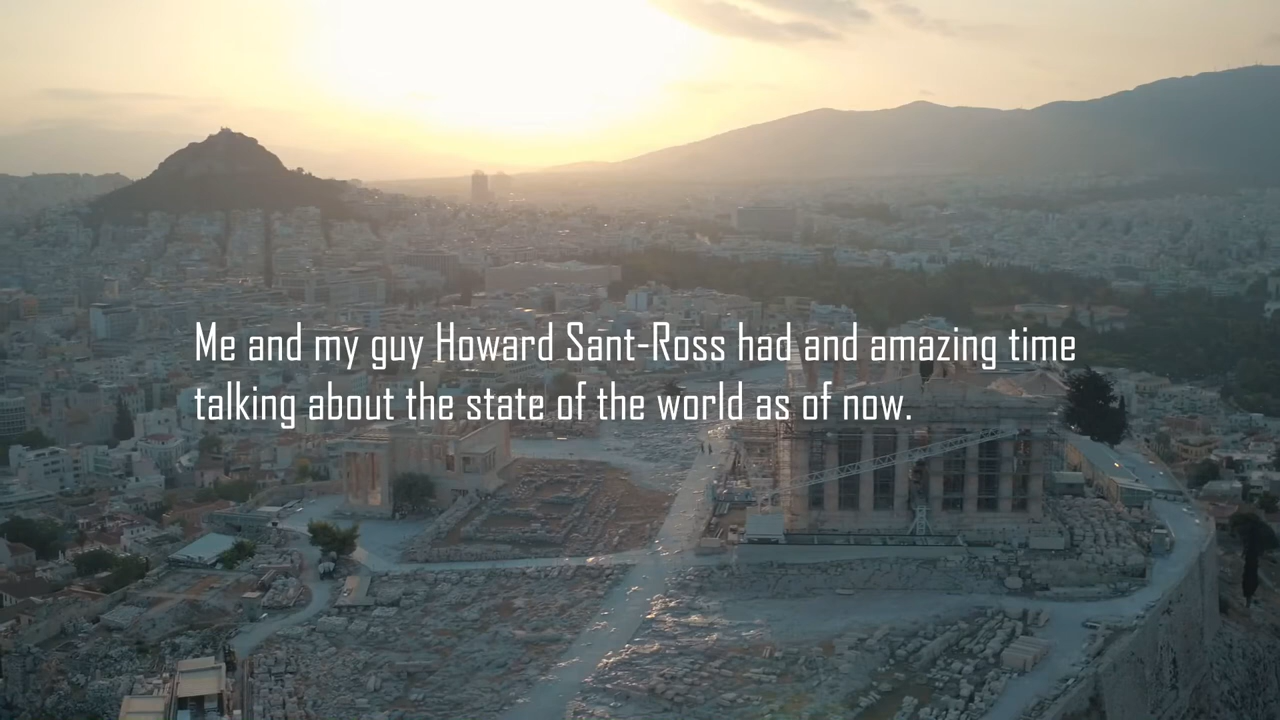 Me and my guy Howard Sant-Ross had and amazing time
talking about the state of the world as of now.